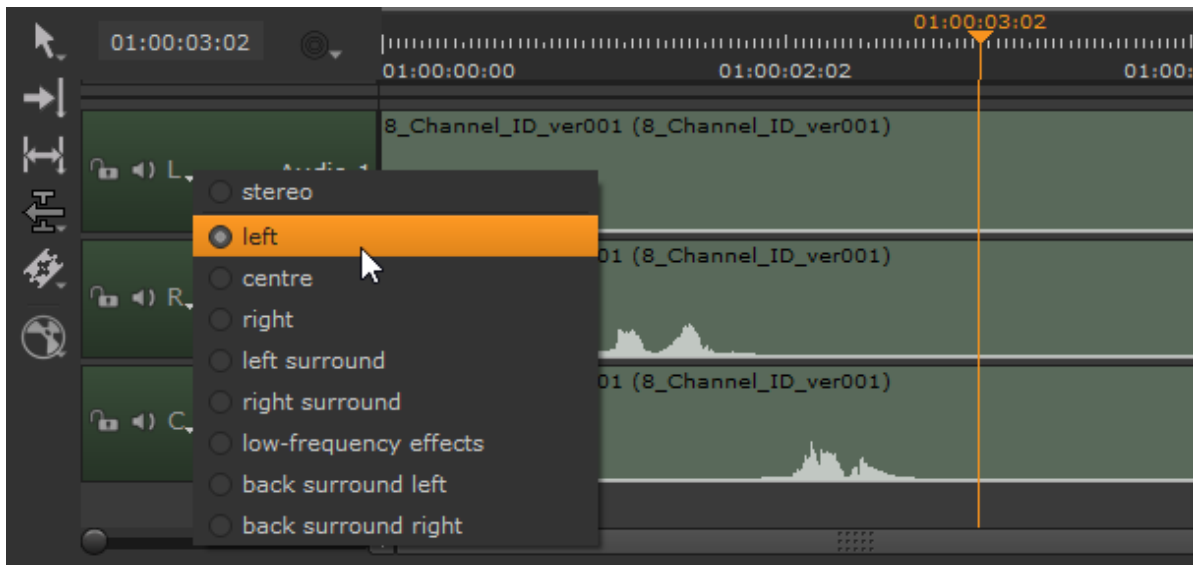 01:00:03:02
01:00:03:02
01:00:00:00 01:00:02:02 01:00:
8_Channel_ID_ver001 (8_Channel_ID_ver001)
L
stereo
left
centre
right
left surround
right surround
low-frequency effects
back surround left
back surround right
01 (8_Channel_ID_ver001)
R
01 (8_Channel_ID_ver001)
C